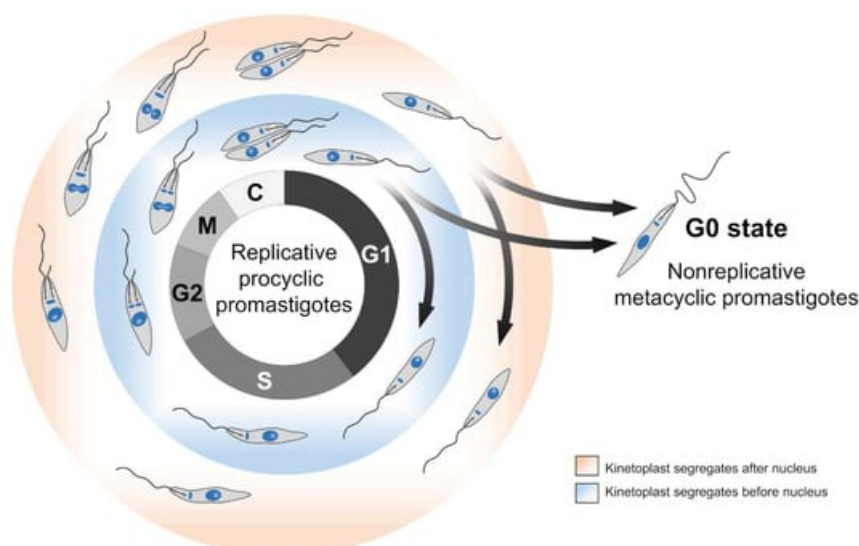 C
M
G1
G2
S
Replicative
procyclic
promastigotes
G0 state
Nonreplicative
metacyclic promastigotes
Kinetoplast segregates after nucleus
Kinetoplast segregates before nucleus